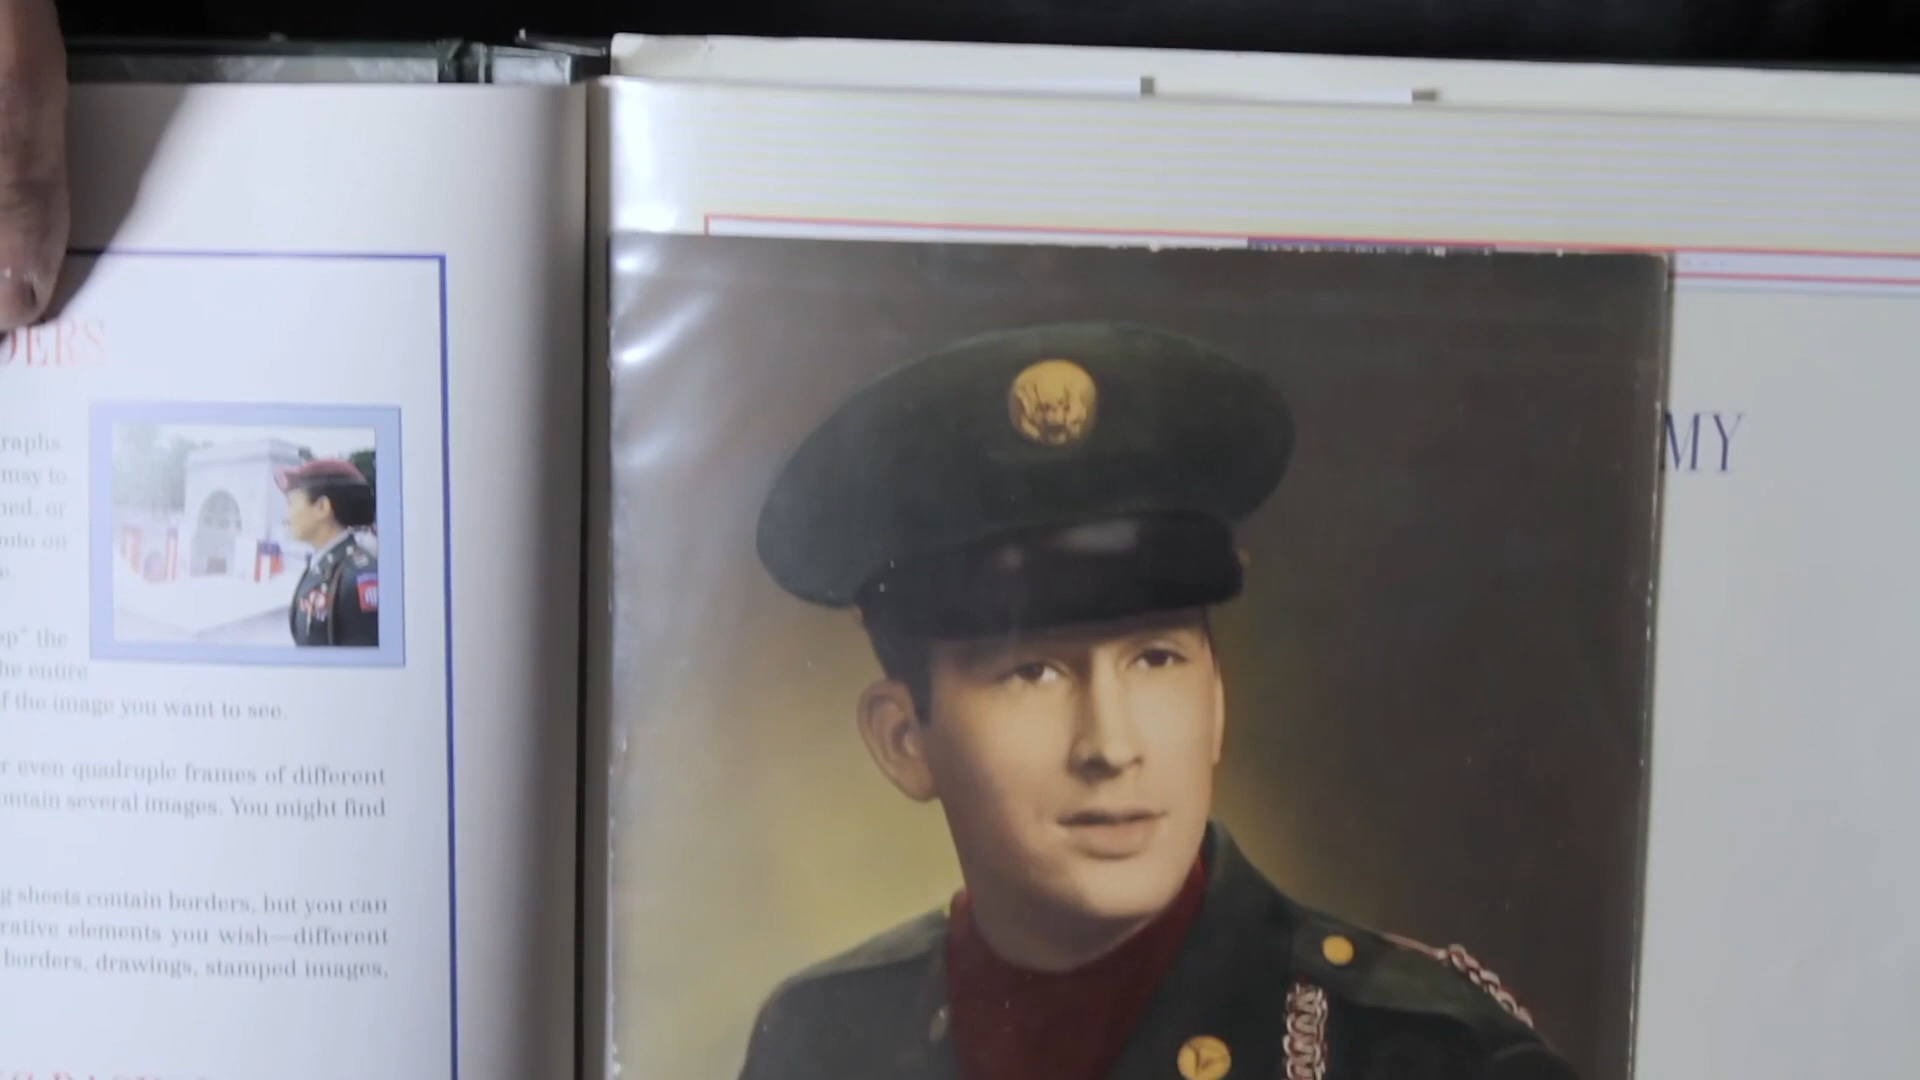 DERS
raphs.
msy to
ned, or
ep" the
he entire
f the image you want to see.
r even quadruple frames of different
ntain several images. You might find
g sheets contain borders, but you can
rative elements you wish—different
borders, drawings, stamped images,
MY